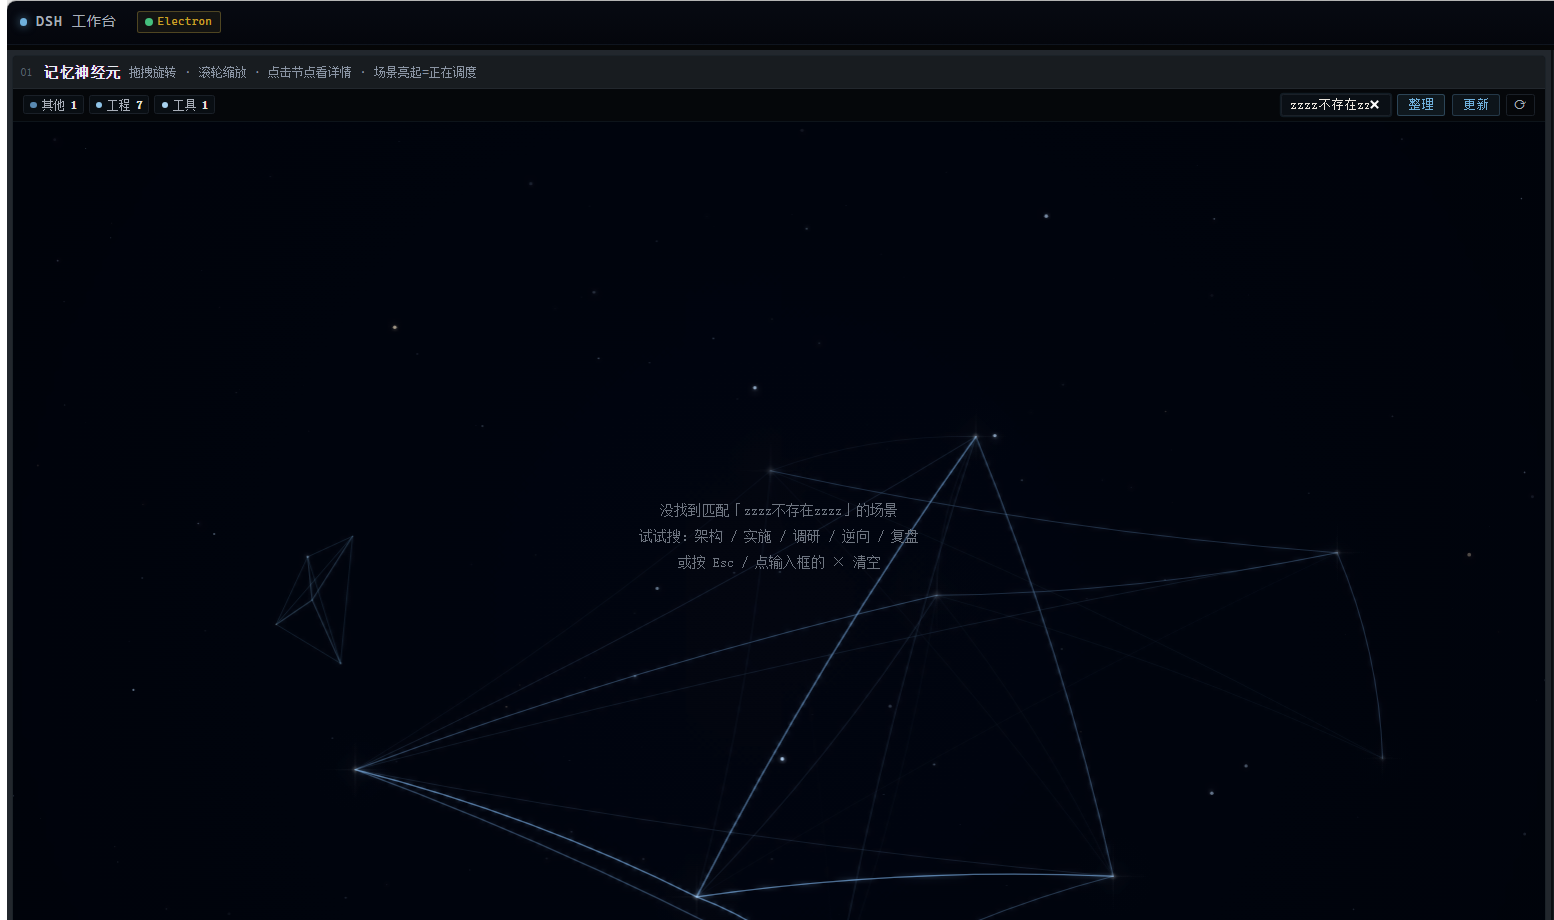 DSH 工作台 Electron
01 记忆神经元 拖拽旋转 · 滚轮缩放 · 点击节点看详情 · 场景亮起=正在调度
其他 1 工程 7 工具 1 zzzz不存在zz× 整理 更新
没找到匹配「zzzz不存在zzzz」的场景
试试搜: 架构 / 实施 / 调研 / 逆向 / 复盘
或按 Esc / 点输入框的 × 清空